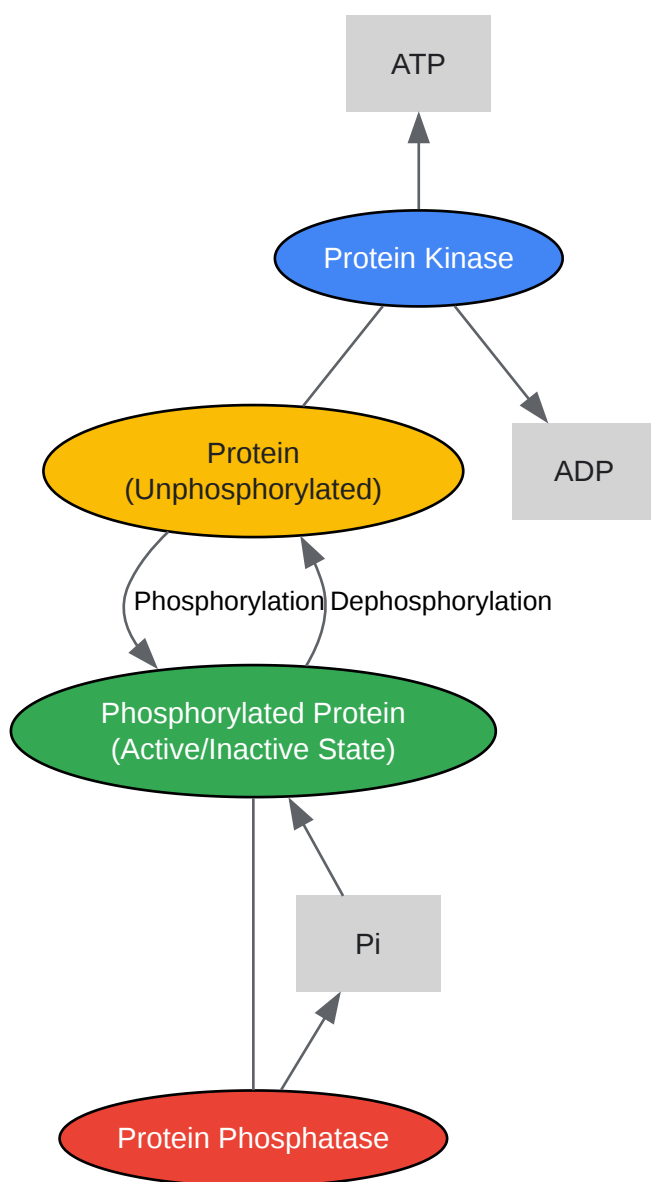 ATP
Protein Kinase
Protein
(Unphosphorylated)
ADP
Phosphorylation
Dephosphorylation
Phosphorylated Protein
(Active/Inactive State)
Pi
Protein Phosphatase